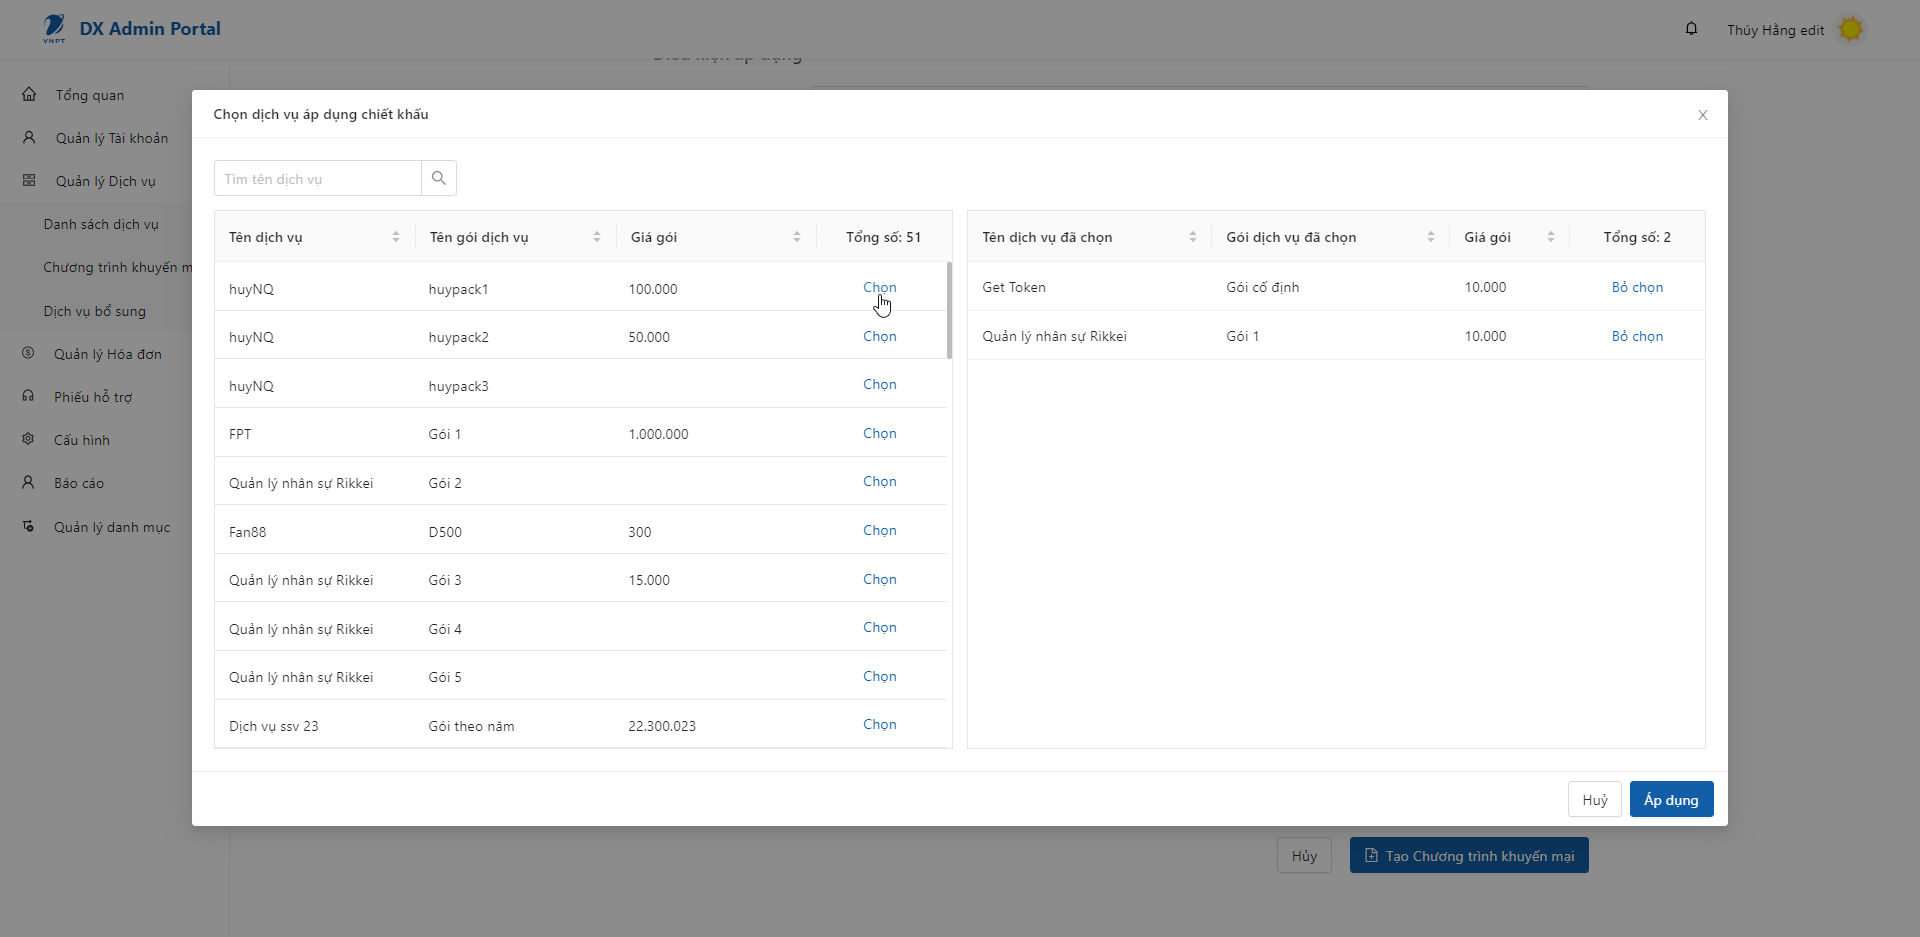 VNPT
DX Admin Portal
Thúy Hằng edit
Điều kiện áp dụng
Tổng quan
Quản lý Tài khoản
Quản lý Dịch vụ
Danh sách dịch vụ
Chương trình khuyến m
Dịch vụ bổ sung
Quản lý Hóa đơn
Phiếu hỗ trợ
Cấu hình
Báo cáo
Quản lý danh mục
Chọn dịch vụ áp dụng chiết khấu
X
Tìm tên dịch vụ
Tên dịch vụ Tên gói dịch vụ Giá gói Tổng số: 51
huyNQ huypack1 100.000 Chọn
huyNQ huypack2 50.000 Chọn
huyNQ huypack3 Chọn
FPT Gói 1 1.000.000 Chọn
Quản lý nhân sự Rikkei Gói 2 Chọn
Fan88 D500 300 Chọn
Quản lý nhân sự Rikkei Gói 3 15.000 Chọn
Quản lý nhân sự Rikkei Gói 4 Chọn
Quản lý nhân sự Rikkei Gói 5 Chọn
Dịch vụ ssv 23 Gói theo năm 22.300.023 Chọn
Tên dịch vụ đã chọn Gói dịch vụ đã chọn Giá gói Tổng số: 2
Get Token Gói cố định 10.000 Bỏ chọn
Quản lý nhân sự Rikkei Gói 1 10.000 Bỏ chọn
Huỷ Áp dụng
Hủy Tạo Chương trình khuyến mại